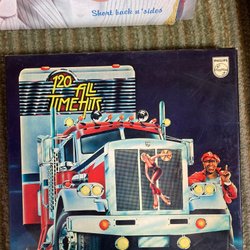 Short back n' sides
120
ALL
TIME HITS
PHILIPS